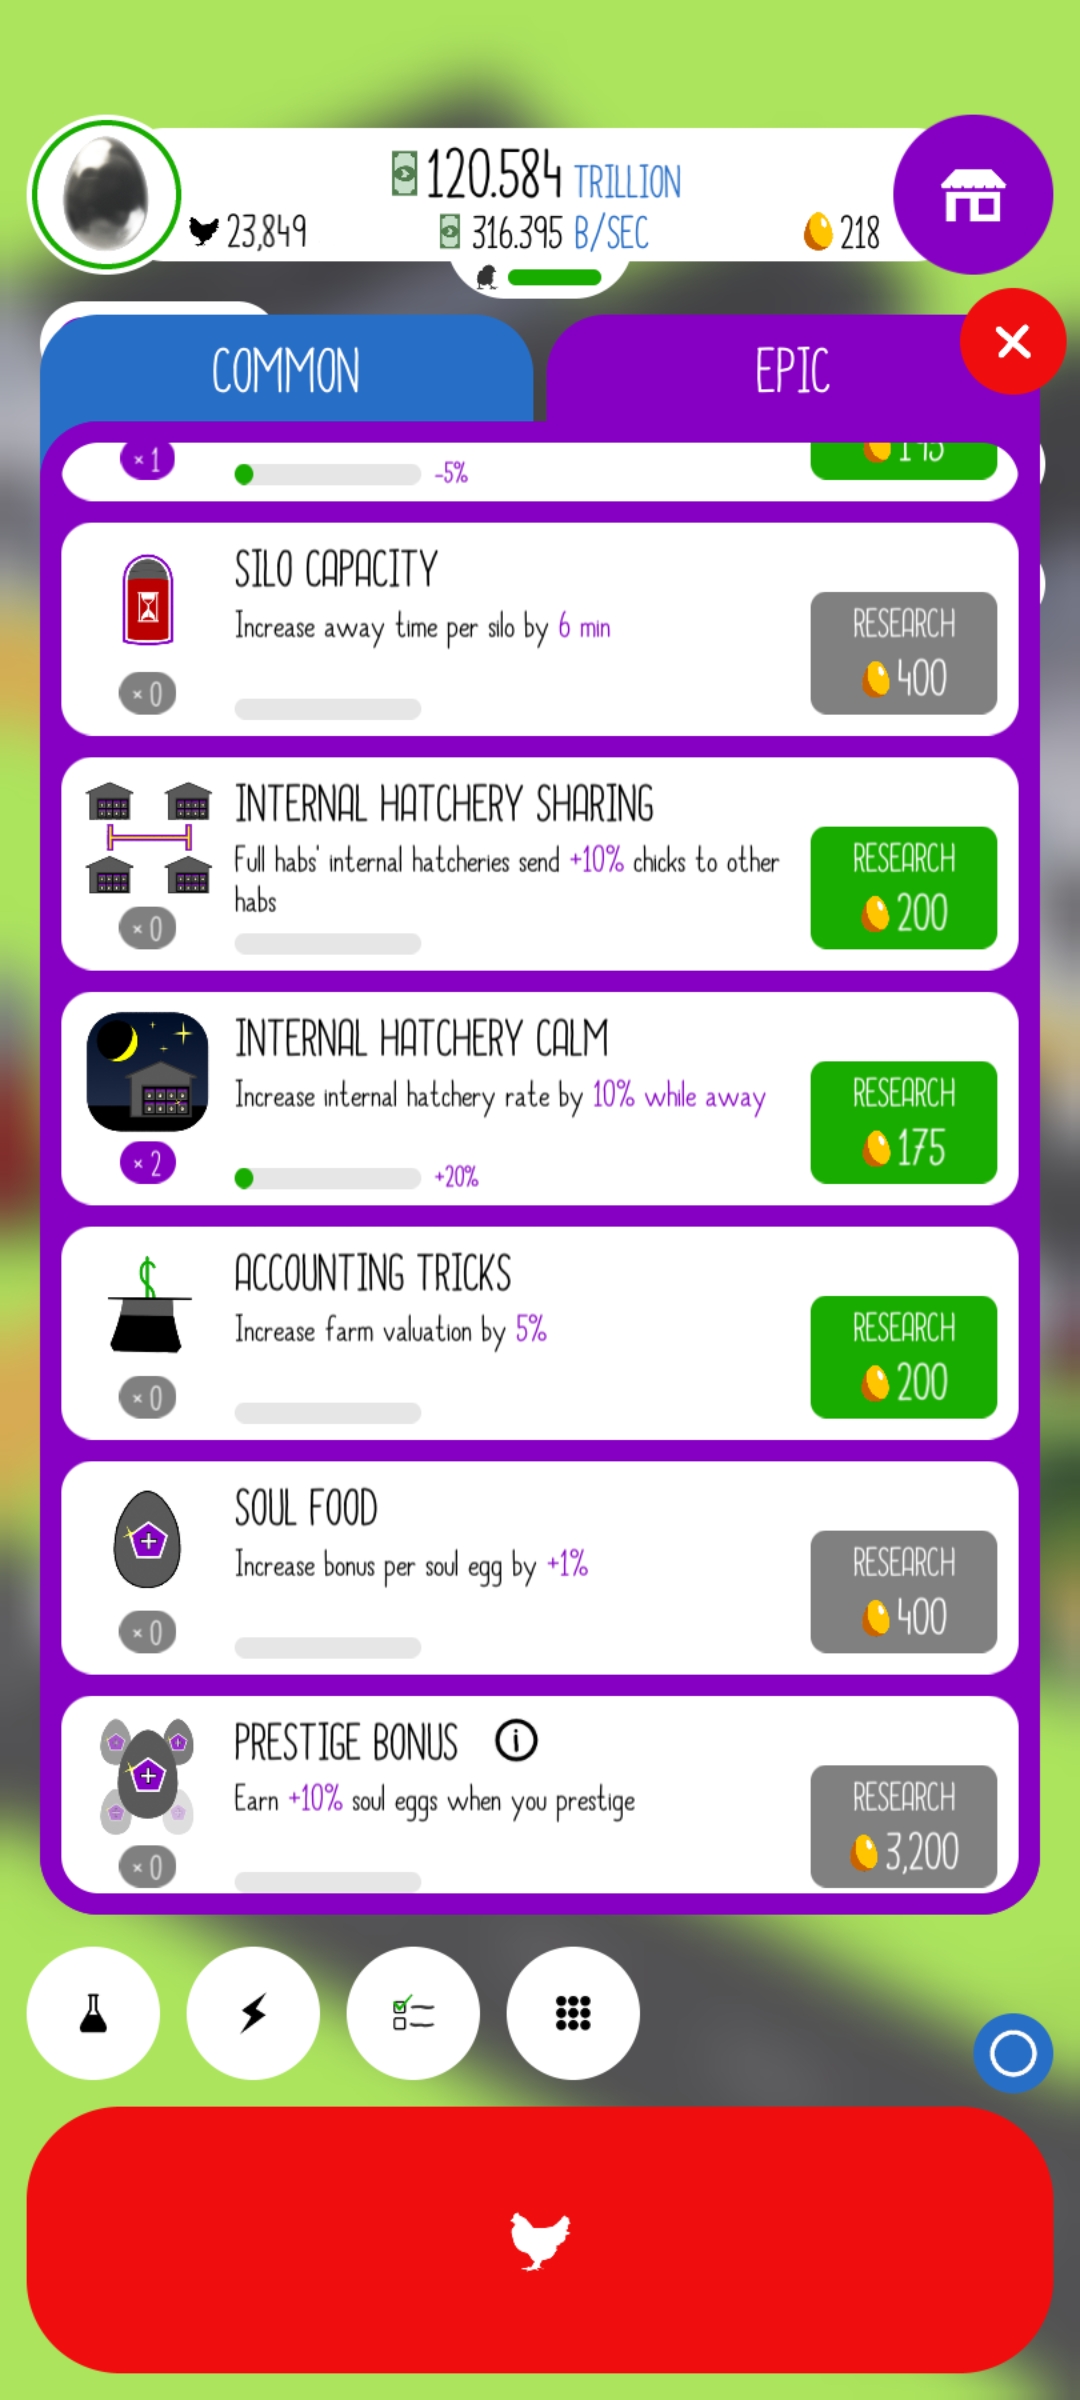 120.584 TRILLION
23,849
316.395 B/SEC
218
COMMON
EPIC
× 1
-5%
SILO CAPACITY
Increase away time per silo by 6 min
× 0
RESEARCH
400
INTERNAL HATCHERY SHARING
Full habs' internal hatcheries send +10% chicks to other
habs
× 0
RESEARCH
200
INTERNAL HATCHERY CALM
Increase internal hatchery rate by 10% while away
× 2
+20%
RESEARCH
175
ACCOUNTING TRICKS
Increase farm valuation by 5%
× 0
RESEARCH
200
SOUL FOOD
Increase bonus per soul egg by +1%
× 0
RESEARCH
400
PRESTIGE BONUS i
Earn +10% soul eggs when you prestige
× 0
RESEARCH
3,200